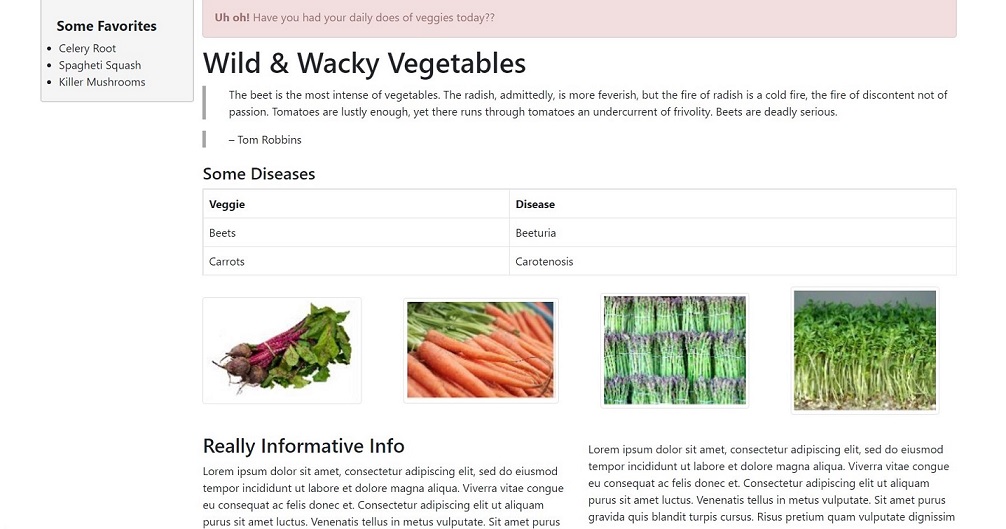 Some Favorites
Celery Root
Spagheti Squash
Killer Mushrooms
Uh oh! Have you had your daily does of veggies today??
Wild & Wacky Vegetables
The beet is the most intense of vegetables. The radish, admittedly, is more feverish, but the fire of radish is a cold fire, the fire of discontent not of
passion. Tomatoes are lustly enough, yet there runs through tomatoes an undercurrent of frivolity. Beets are deadly serious.
– Tom Robbins
Some Diseases
Veggie Disease
Beets Beeturia
Carrots Carotenosis
Really Informative Info
Lorem ipsum dolor sit amet, consectetur adipiscing elit, sed do eiusmod
tempor incididunt ut labore et dolore magna aliqua. Viverra vitae congue
eu consequat ac felis donec et. Consectetur adipiscing elit ut aliquam
purus sit amet luctus. Venenatis tellus in metus vulputate. Sit amet purus
Lorem ipsum dolor sit amet, consectetur adipiscing elit, sed do eiusmod
tempor incididunt ut labore et dolore magna aliqua. Viverra vitae congue
eu consequat ac felis donec et. Consectetur adipiscing elit ut aliquam
purus sit amet luctus. Venenatis tellus in metus vulputate. Sit amet purus
gravida quis blandit turpis cursus. Risus pretium quam vulputate dignissim